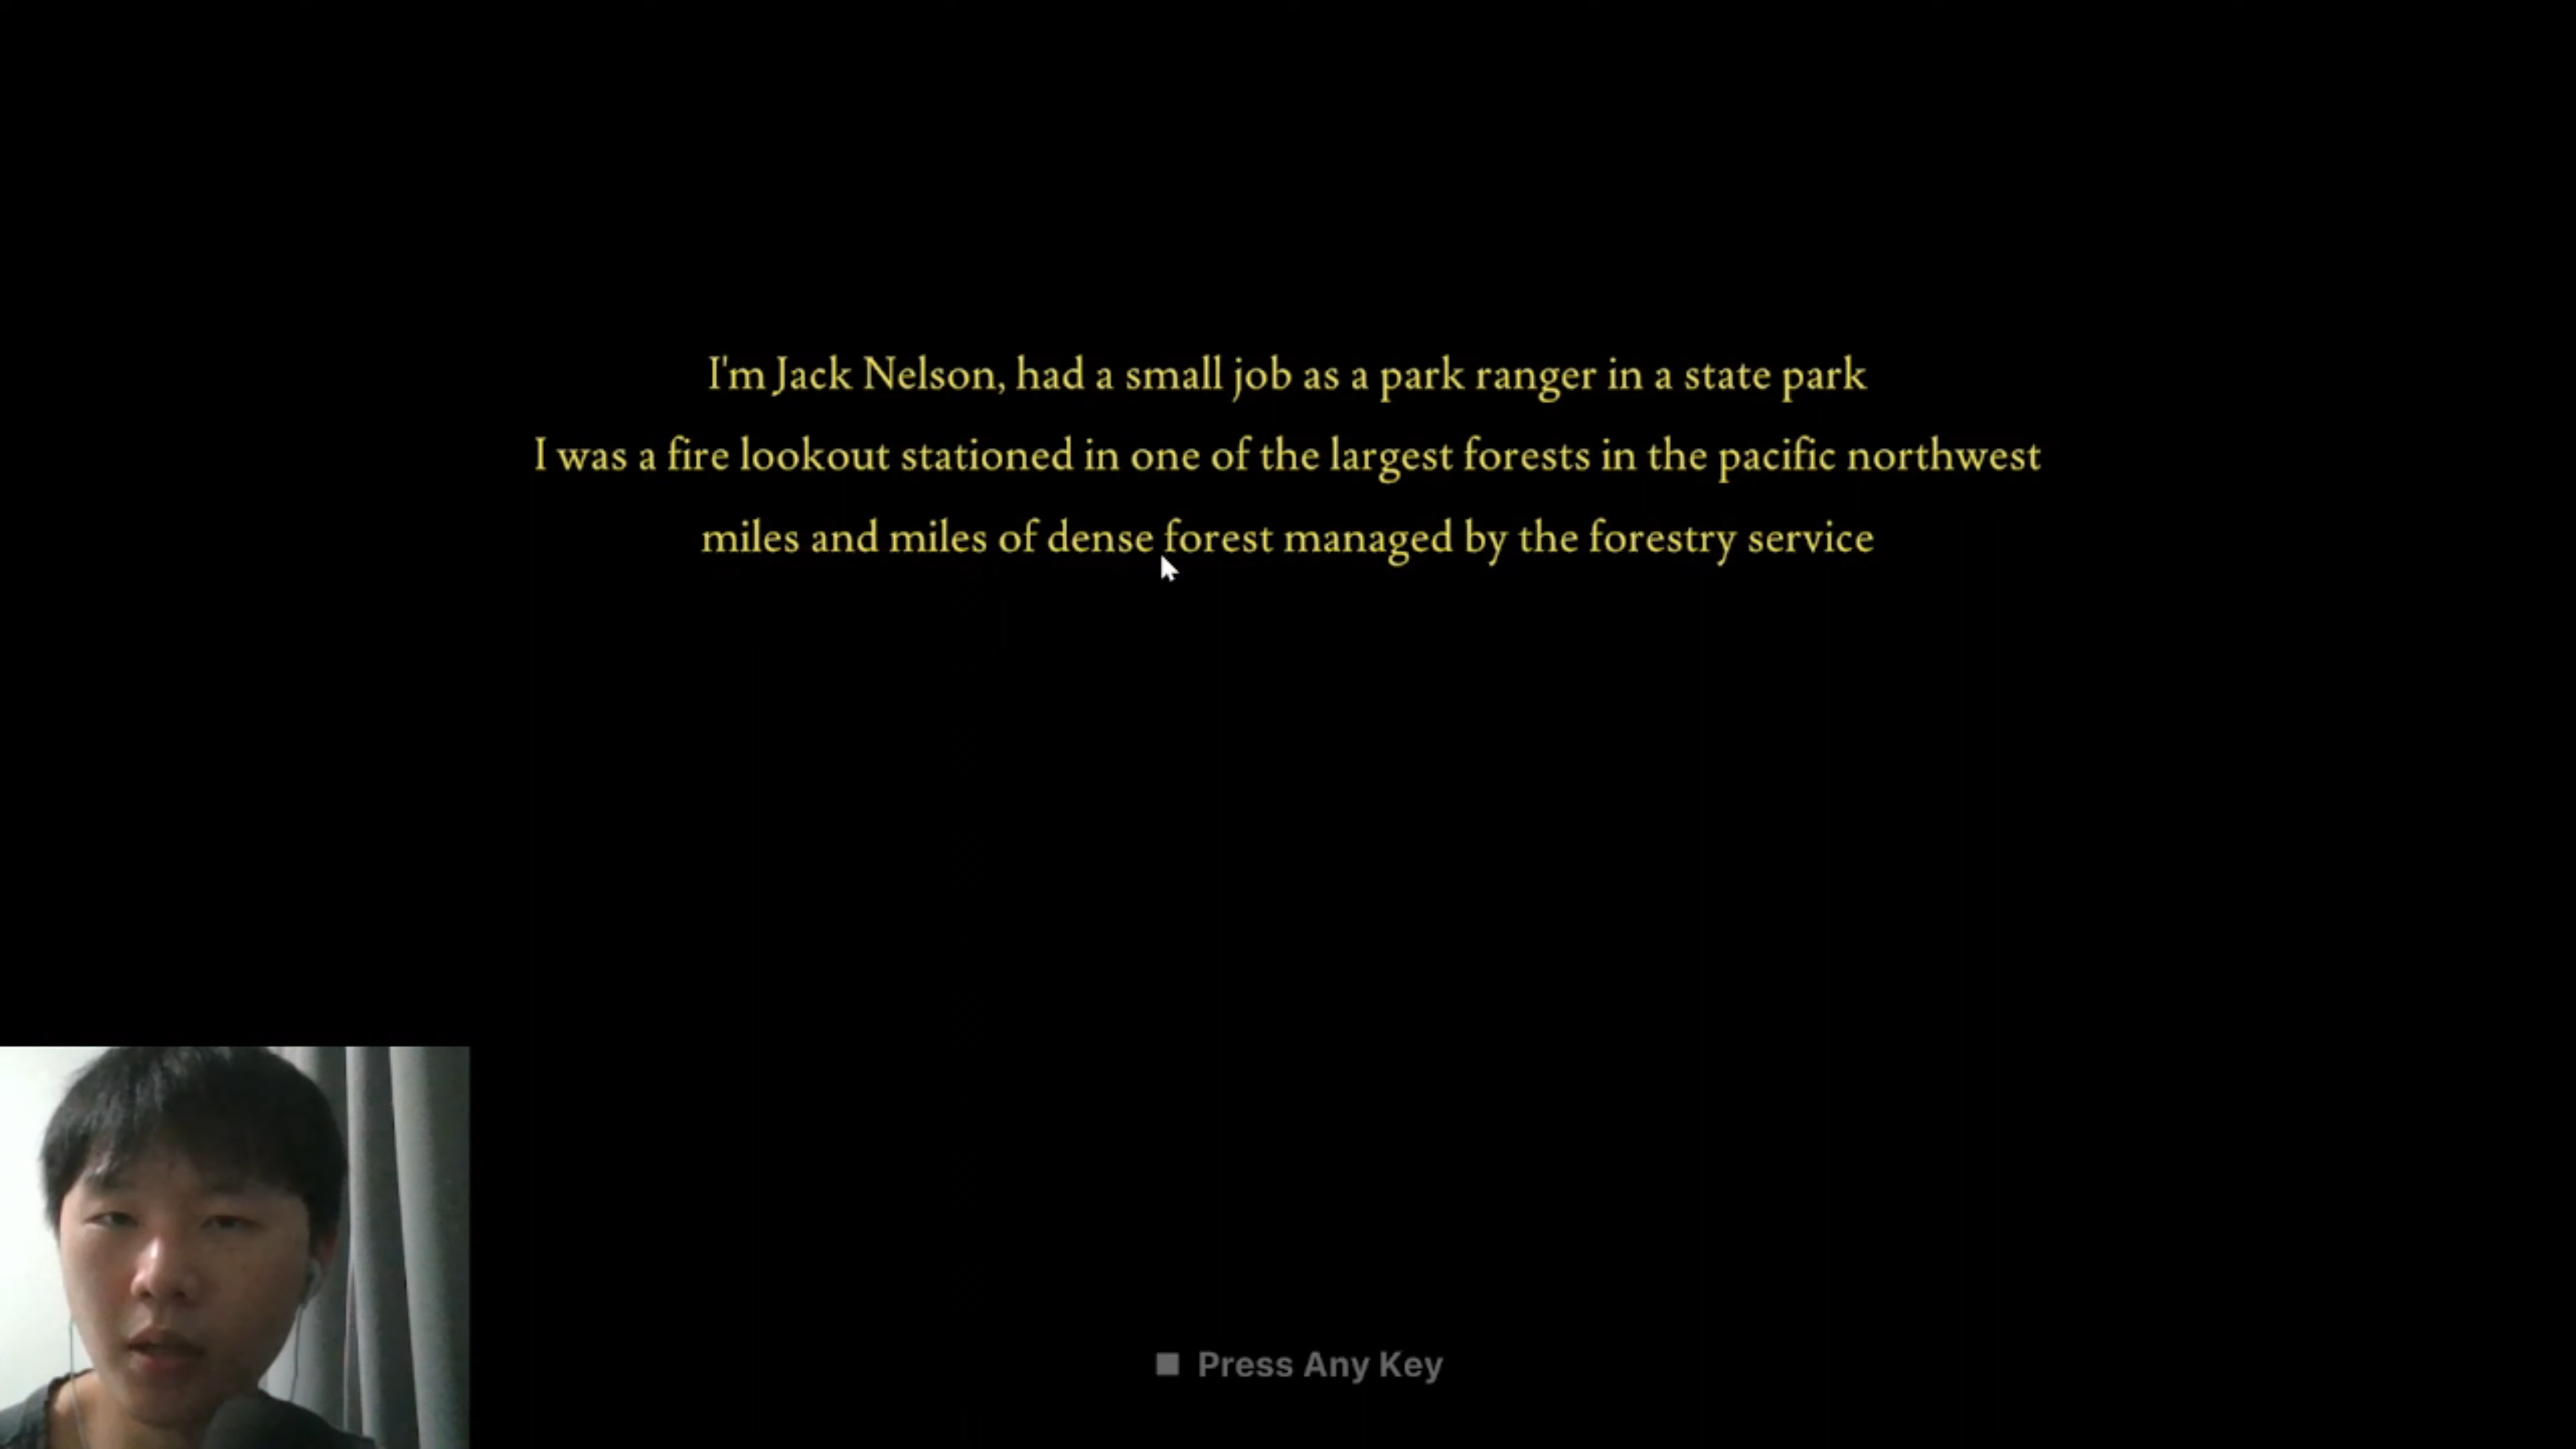 I'm Jack Nelson, had a small job as a park ranger in a state park
I was a fire lookout stationed in one of the largest forests in the pacific northwest
miles and miles of dense forest managed by the forestry service
Press Any Key